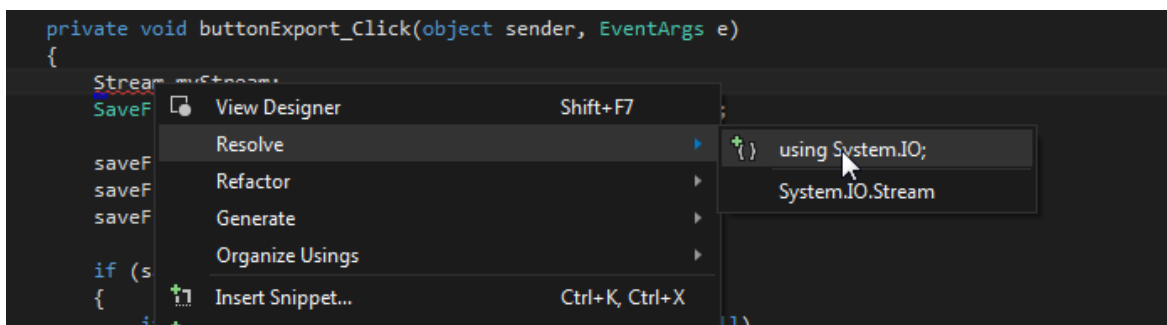 private void buttonExport_Click(object sender, EventArgs e)
{
Stream myStream;
SaveF ;
View Designer Shift+F7
Resolve
using System.IO;
Refactor
System.IO.Stream
saveF
saveF
saveF
Generate
Organize Usings
if (s
{
Insert Snippet... Ctrl+K, Ctrl+X